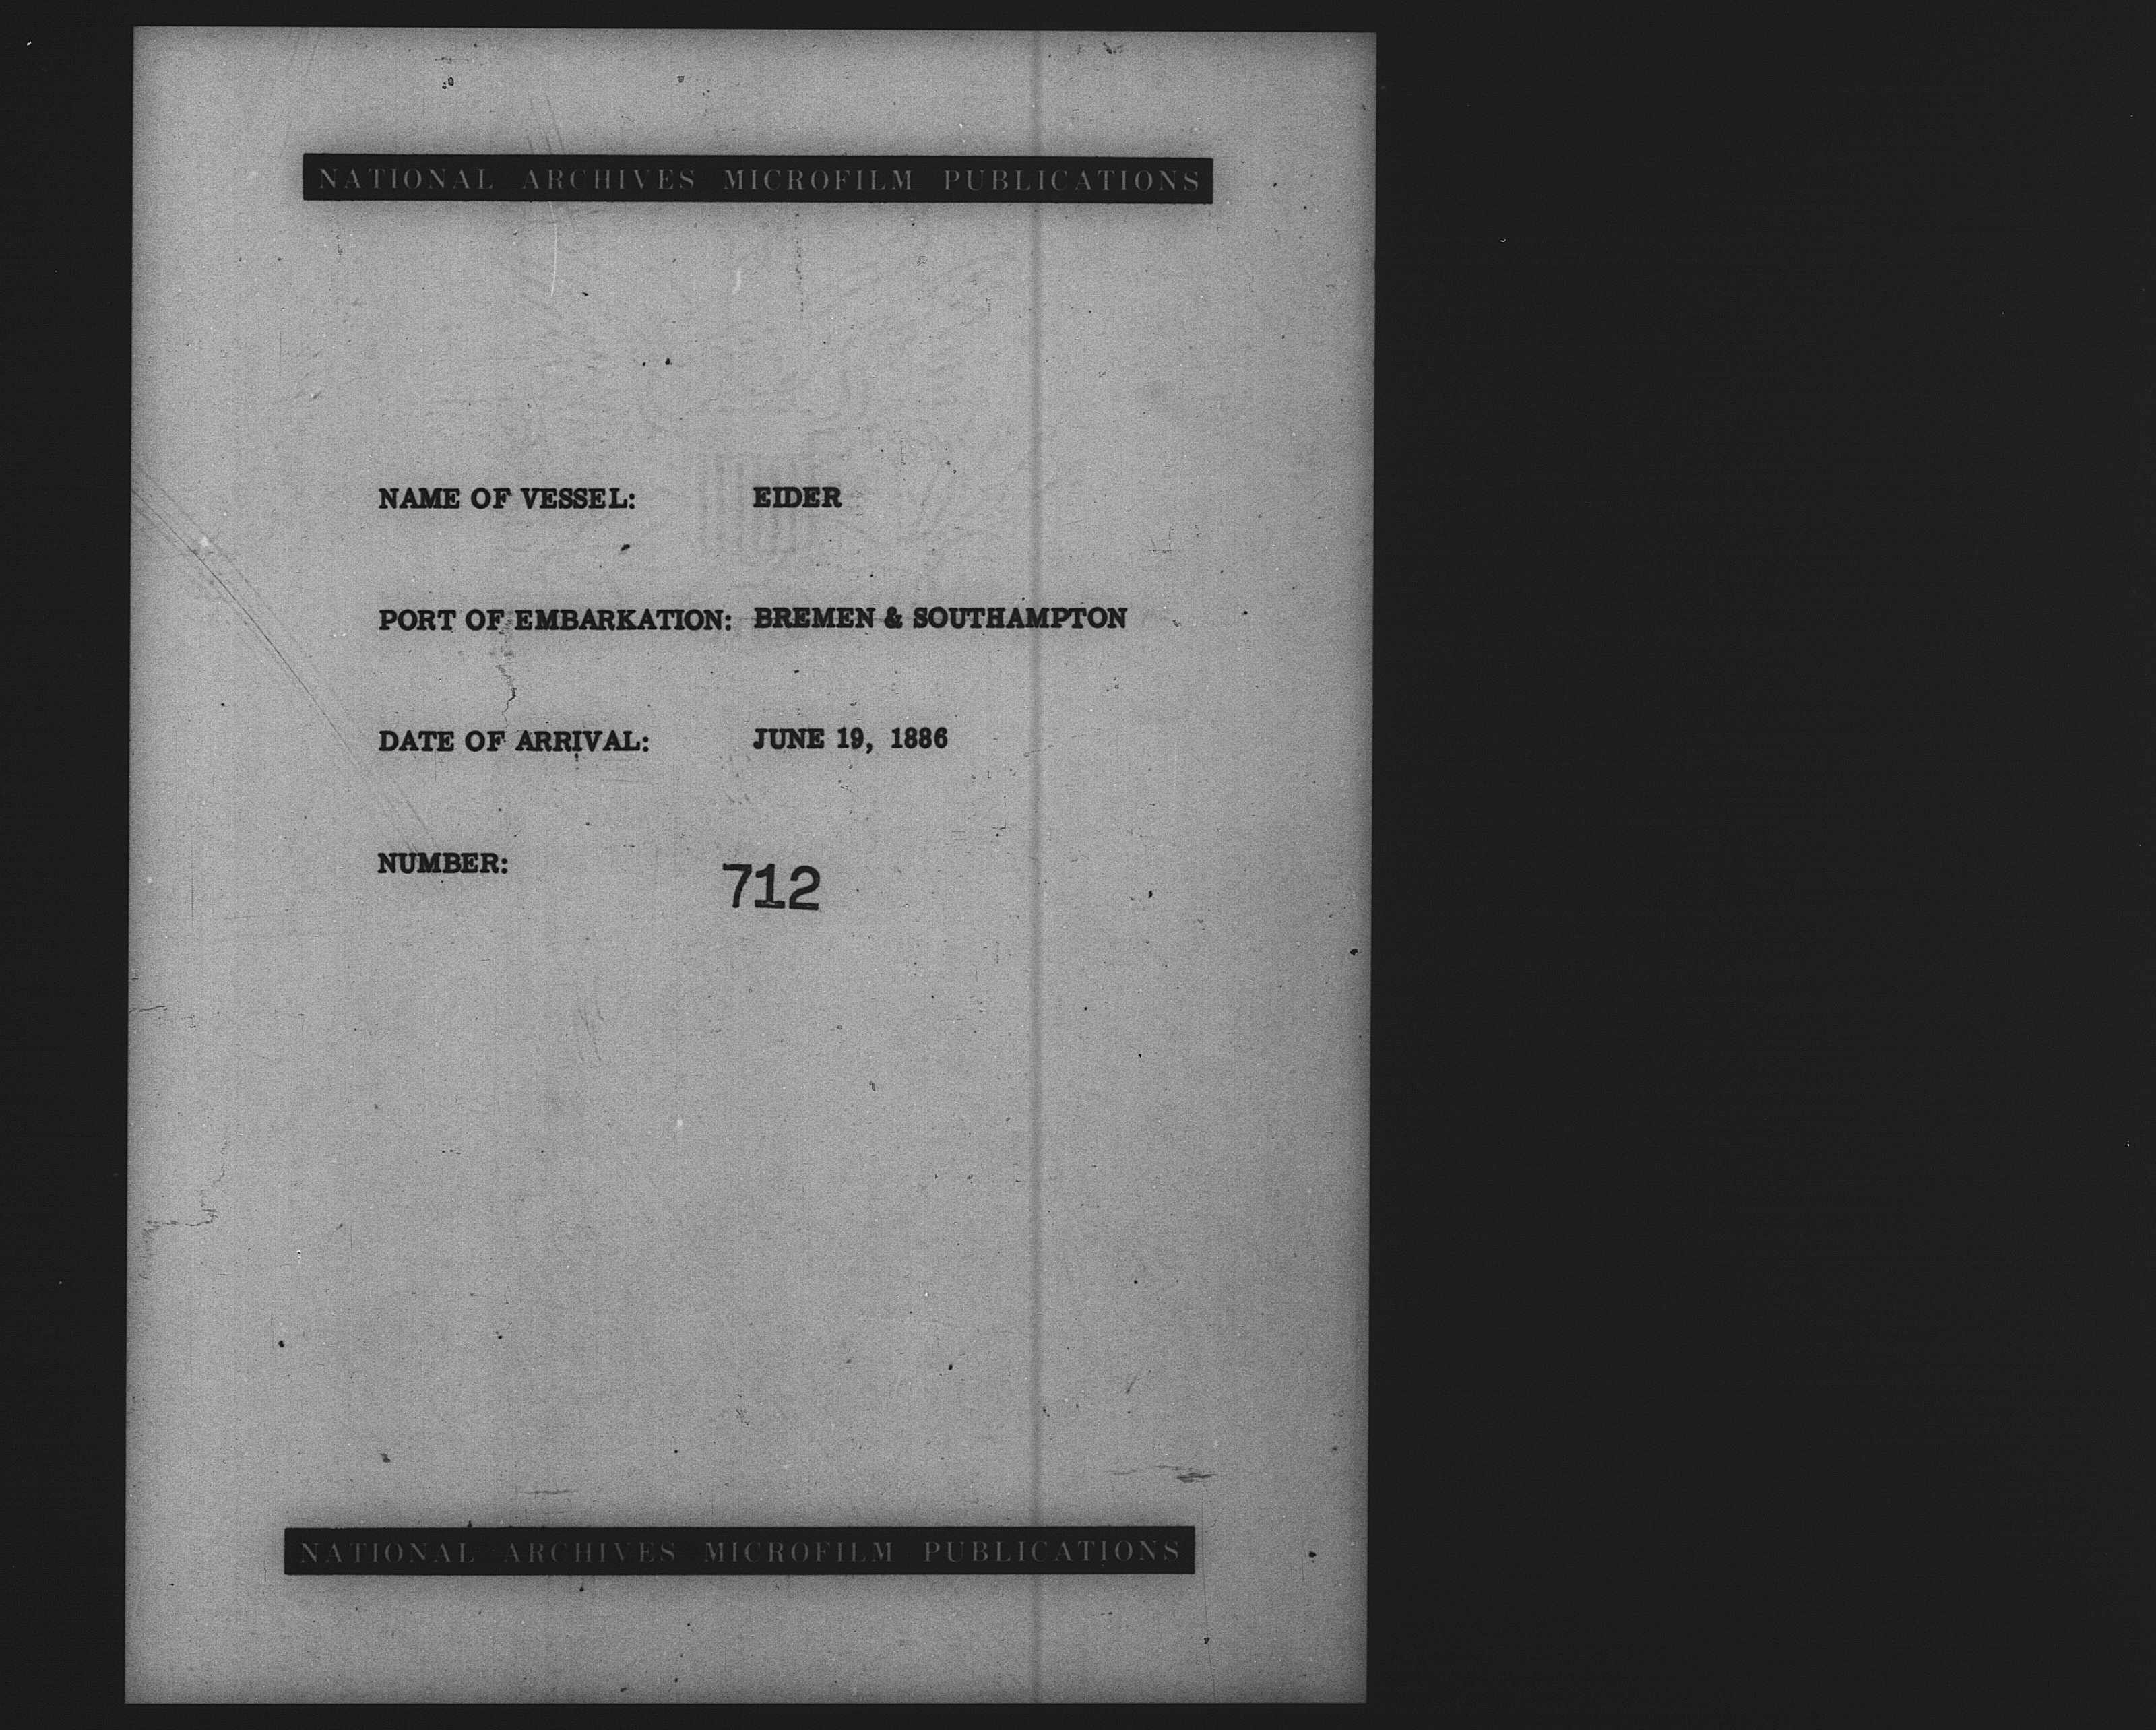 NATIONAL ARCHIVES MICROFILM PUBLICATIONS
NAME OF VESSEL: EIDER
PORT OF EMBARKATION: BREMEN & SOUTHAMPTON
DATE OF ARRIVAL: JUNE 19, 1886
NUMBER: 712
NATIONAL ARCHIVES MICROFILM PUBLICATIONS